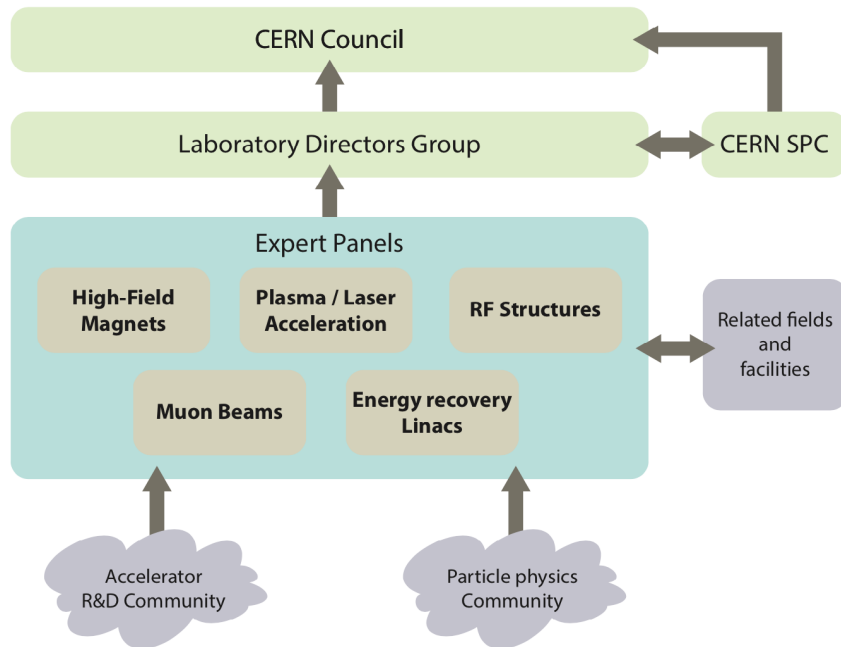 CERN Council
Laboratory Directors Group
CERN SPC
Expert Panels
High-Field
Magnets
Plasma / Laser
Acceleration
RF Structures
Related fields
and
facilities
Muon Beams
Energy recovery
Linacs
Accelerator
R&D Community
Particle physics
Community